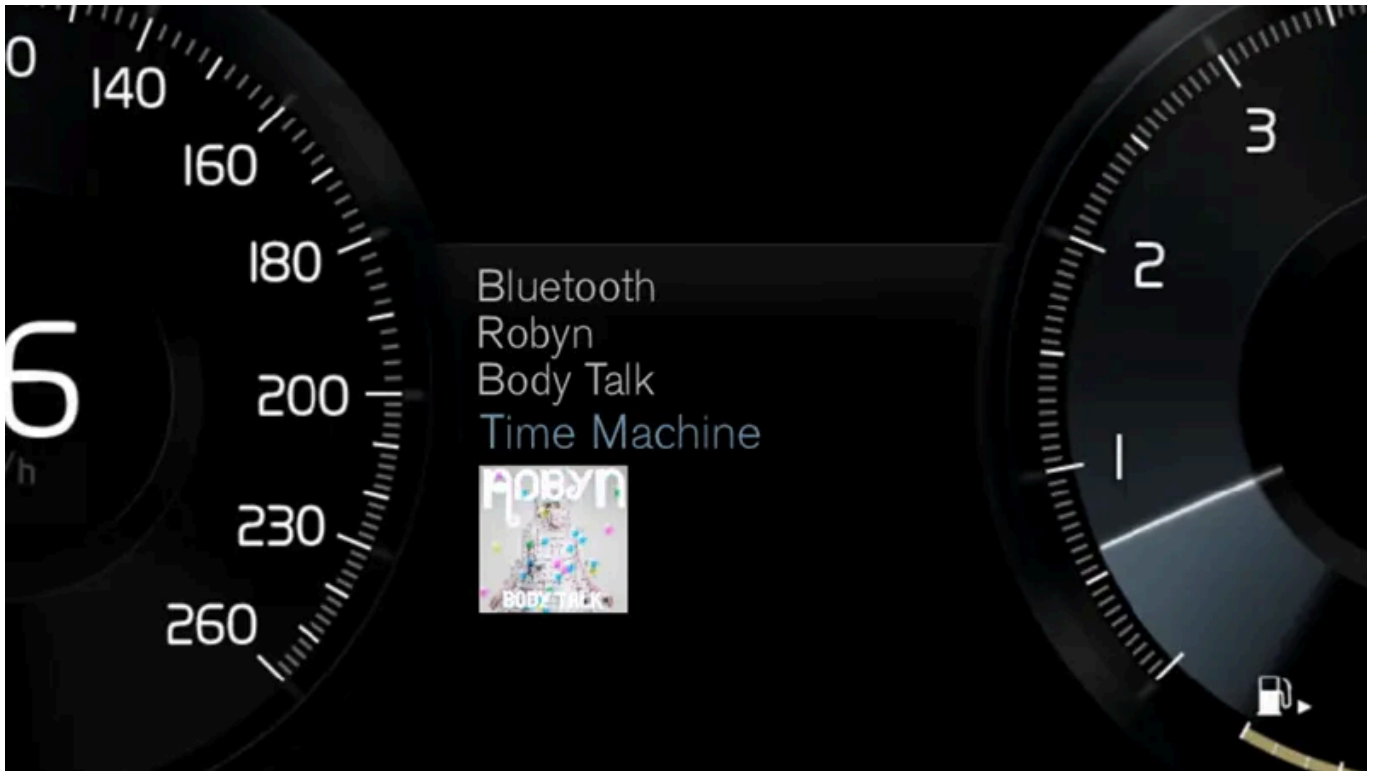 0
140
160
180
200
230
260
6
/h
Bluetooth
Robyn
Body Talk
Time Machine
ROBYN
BODY TALK
3
2
1